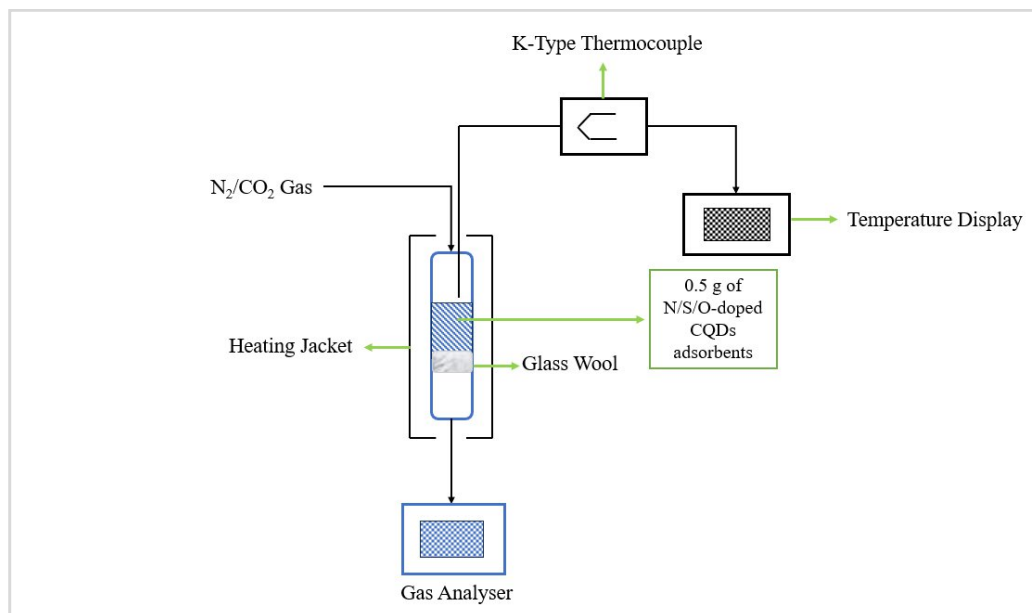 K-Type Thermocouple
N₂/CO₂ Gas
Temperature Display
0.5 g of
N/S/O-doped
CQDs
adsorbents
Heating Jacket
Glass Wool
Gas Analyser